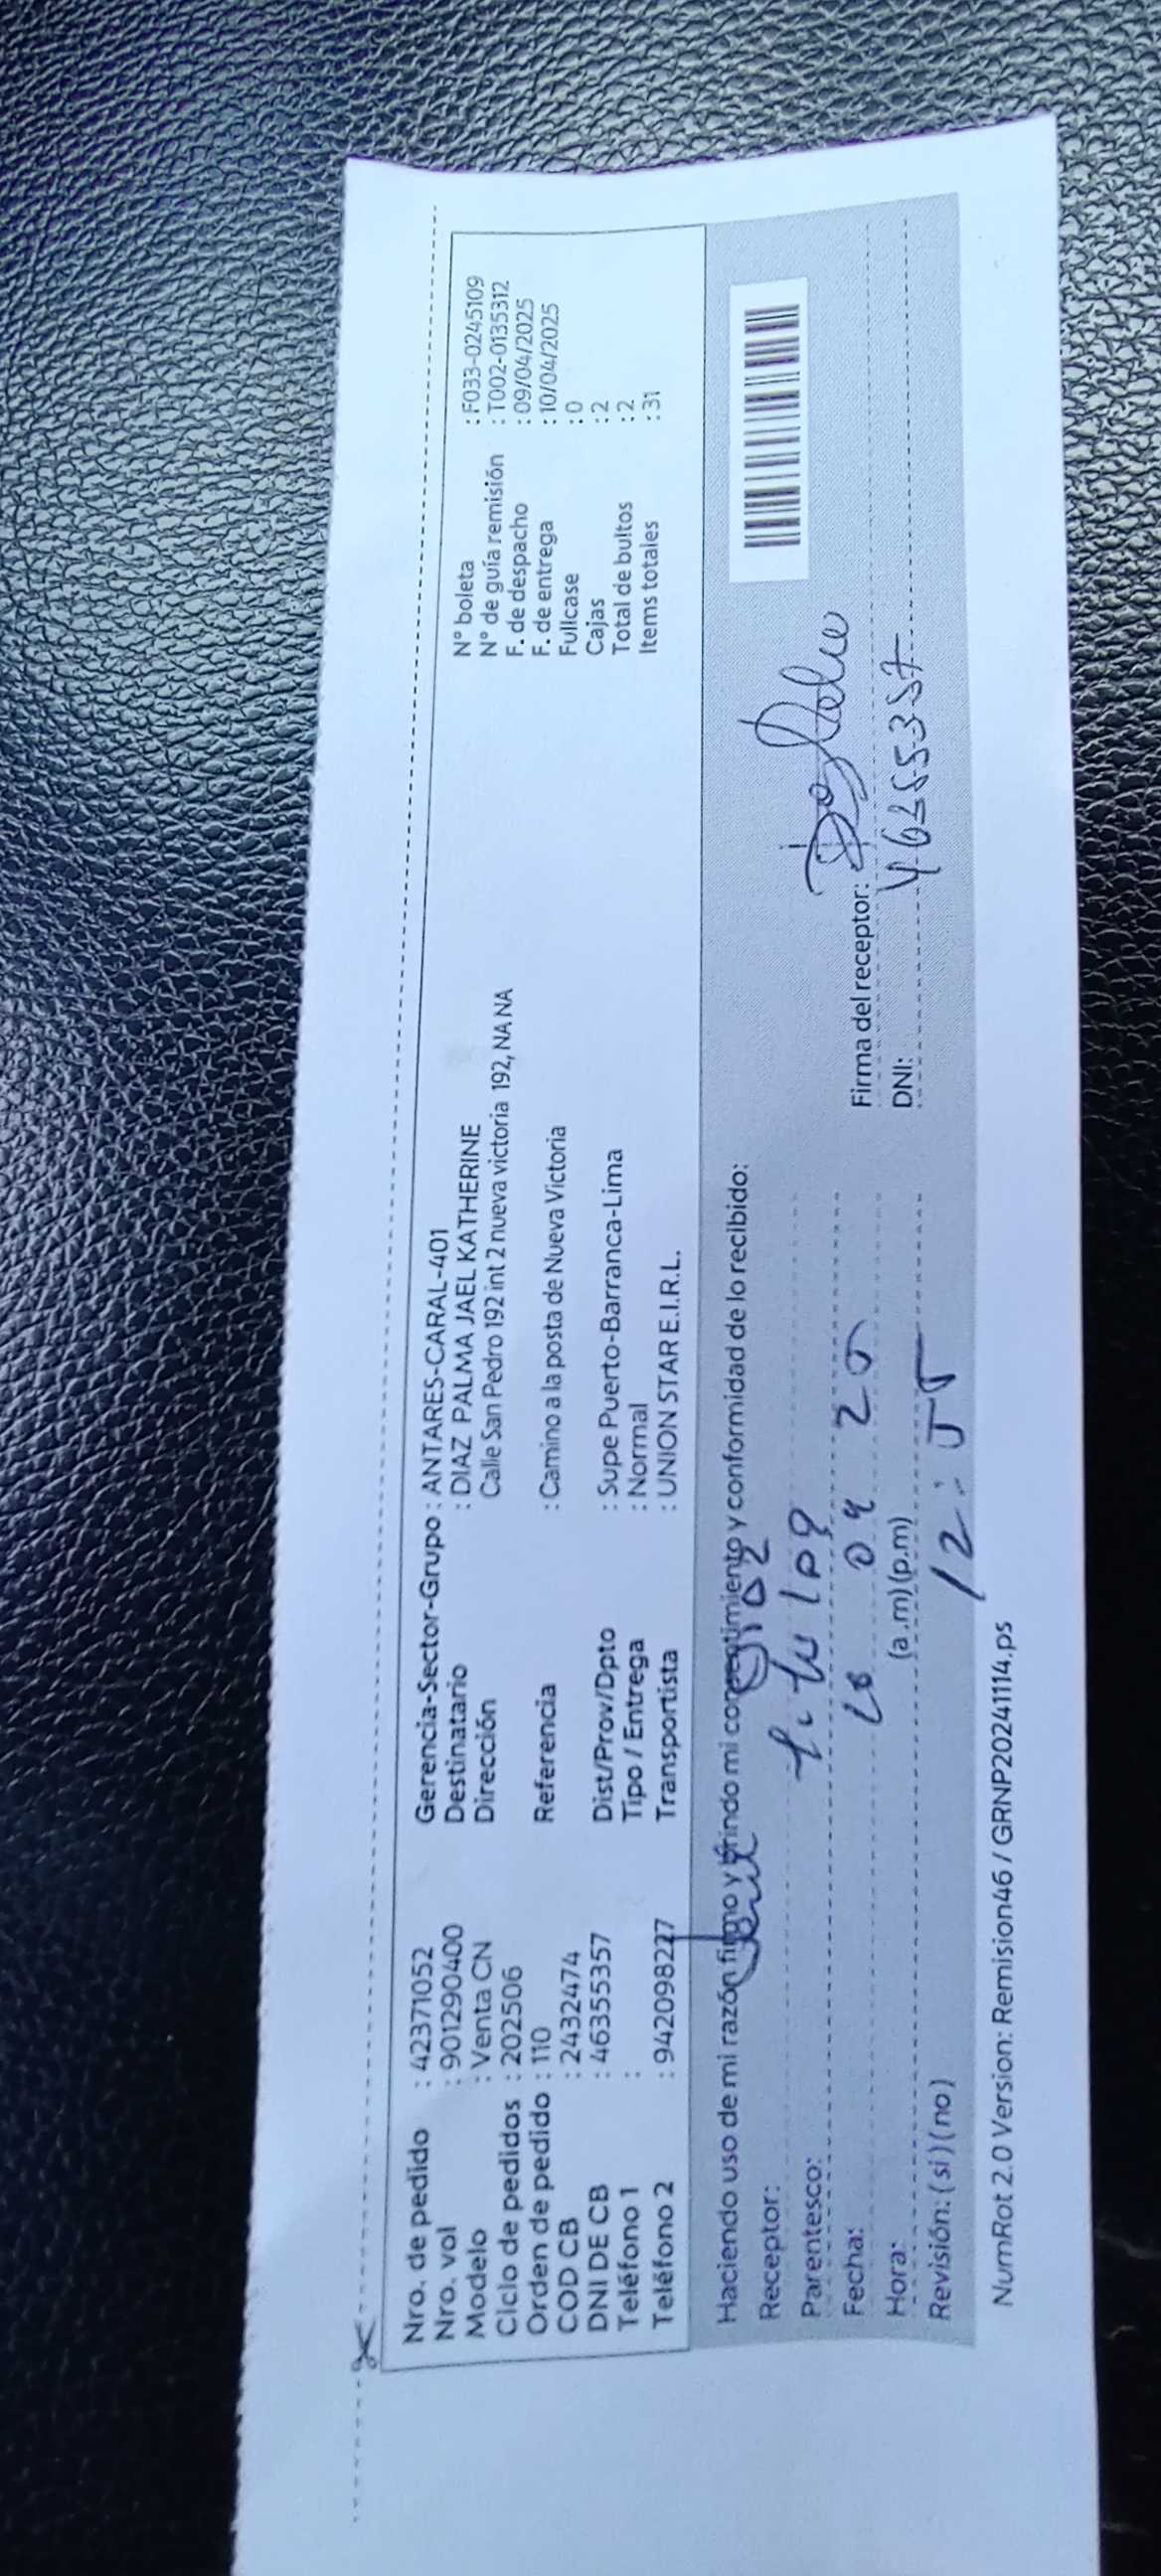 Nro. de pedido : 42371052
Nro. vol : 901290400
Modelo : Venta CN
Ciclo de pedidos : 202506
Orden de pedido : 110
COD CB : 2432474
DNI DE CB : 46355357
Teléfono 1 :
Teléfono 2 : 942098227
Gerencia-Sector-Grupo : ANTARES-CARAL-401
Destinatario : DIAZ PALMA JAEL KATHERINE
Dirección Calle San Pedro 192 int 2 nueva victoria 192, NA NA
Referencia : Camino a la posta de Nueva Victoria
Dist/Prov/Dpto : Supe Puerto-Barranca-Lima
Tipo / Entrega : Normal
Transportista : UNION STAR E.I.R.L.
N° boleta : F033-0245109
N° de guía remisión : T002-0135312
F. de despacho : 09/04/2025
F. de entrega : 10/04/2025
Fullcase : 0
Cajas : 2
Total de bultos : 2
Items totales : 31
Haciendo uso de mi razón firmo y brindo mi consentimiento y conformidad de lo recibido:
Receptor:
Parentesco:
Fecha: 04 25
Hora: (a.m) (p.m) 12:55
Revisión: (si) (no)
Firma del receptor:
DNI: 46355357
NumRot 2.0 Version: Remision46 / GRNP20241114.ps